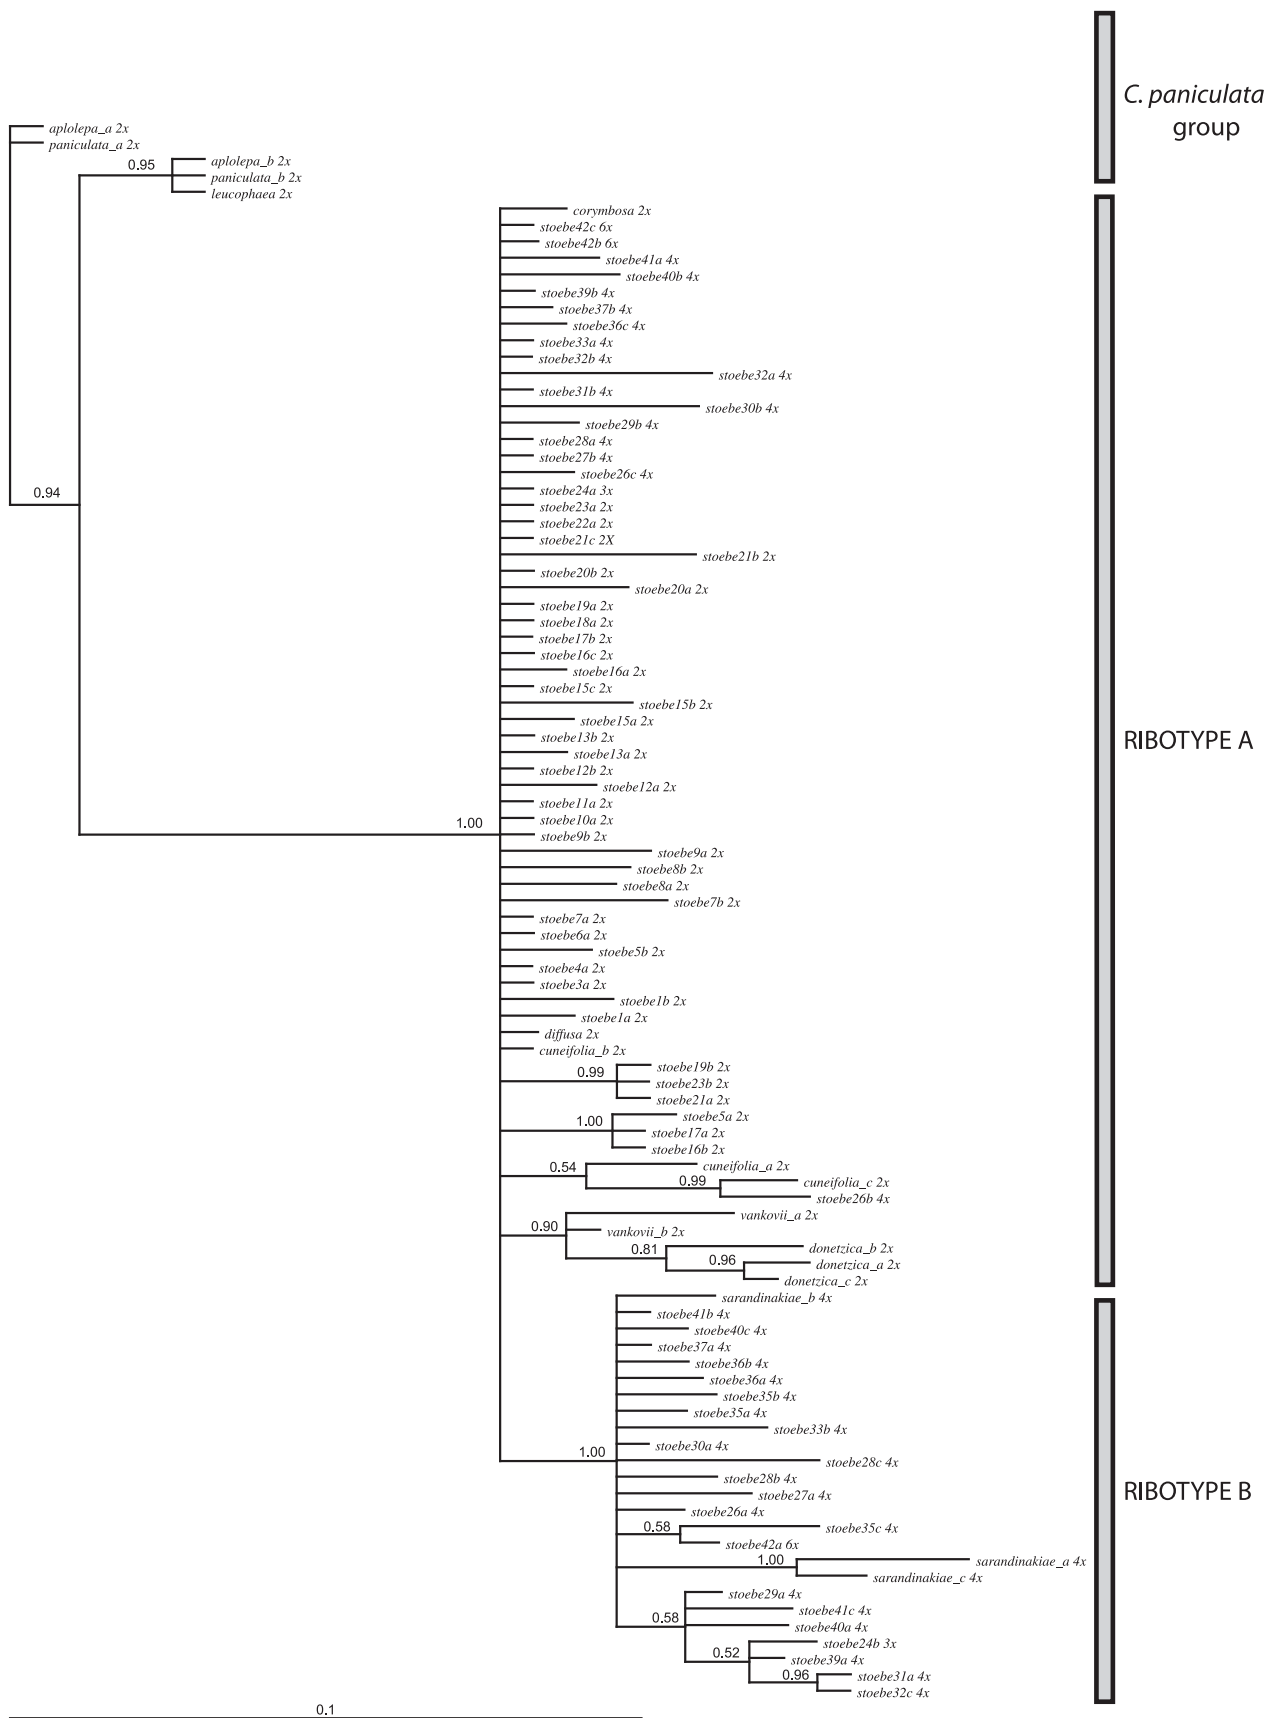 C. paniculata
group
aplolepa_a 2x
paniculata_a 2x
0.95
aplolepa_b 2x
paniculata_b 2x
leucophaea 2x
corymbosa 2x
stoebe42c 6x
stoebe42b 6x
stoebe41a 4x
stoebe40b 4x
stoebe39b 4x
stoebe37b 4x
stoebe36c 4x
stoebe33a 4x
stoebe32b 4x
stoebe32a 4x
stoebe31b 4x
stoebe30b 4x
stoebe29b 4x
stoebe28a 4x
stoebe27b 4x
stoebe26c 4x
0.94
stoebe24a 3x
stoebe23a 2x
stoebe22a 2x
stoebe21c 2X
stoebe21b 2x
stoebe20b 2x
stoebe20a 2x
stoebe19a 2x
stoebe18a 2x
stoebe17b 2x
stoebe16c 2x
stoebe16a 2x
stoebe15c 2x
stoebe15b 2x
stoebe15a 2x
stoebe13b 2x
RIBOTYPE A
stoebe13a 2x
stoebe12b 2x
stoebe12a 2x
stoebe11a 2x
stoebe10a 2x
1.00
stoebe9b 2x
stoebe9a 2x
stoebe8b 2x
stoebe8a 2x
stoebe7b 2x
stoebe7a 2x
stoebe6a 2x
stoebe5b 2x
stoebe4a 2x
stoebe3a 2x
stoebe1b 2x
stoebe1a 2x
diffusa 2x
cuneifolia_b 2x
stoebe19b 2x
0.99
stoebe23b 2x
stoebe21a 2x
stoebe5a 2x
1.00
stoebe17a 2x
stoebe16b 2x
0.54
cuneifolia_a 2x
0.99
cuneifolia_c 2x
stoebe26b 4x
vankovii_a 2x
0.90
vankovii_b 2x
0.81
donetzica_b 2x
0.96
donetzica_a 2x
donetzica_c 2x
sarandinakiae_b 4x
stoebe41b 4x
stoebe40c 4x
stoebe37a 4x
stoebe36b 4x
stoebe36a 4x
stoebe35b 4x
stoebe35a 4x
stoebe33b 4x
stoebe30a 4x
1.00
stoebe28c 4x
stoebe28b 4x
RIBOTYPE B
stoebe27a 4x
stoebe26a 4x
0.58
stoebe35c 4x
stoebe42a 6x
1.00
sarandinakiae_a 4x
sarandinakiae_c 4x
stoebe29a 4x
stoebe41c 4x
0.58
stoebe40a 4x
stoebe24b 3x
0.52
stoebe39a 4x
0.96
stoebe31a 4x
stoebe32c 4x
0.1